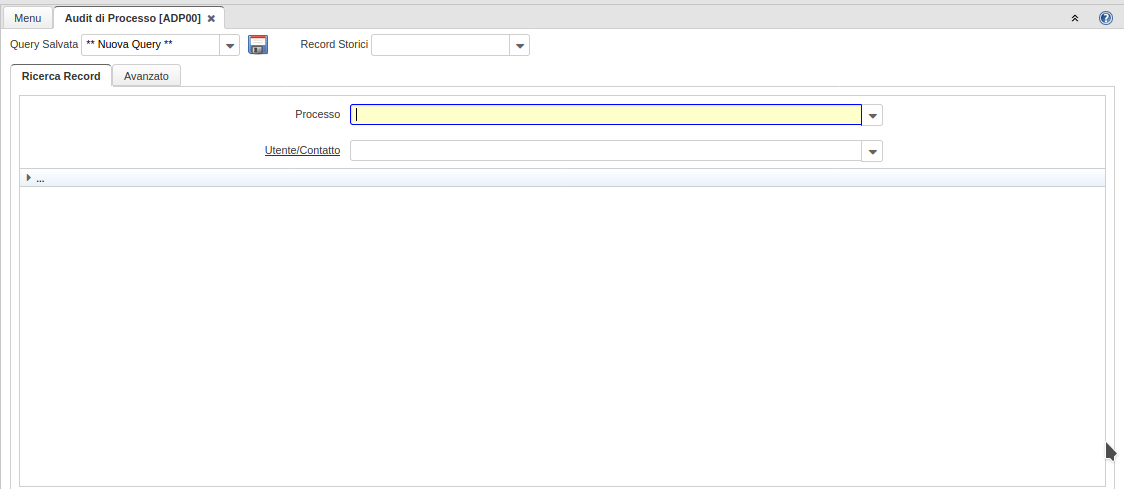 Menu Audit di Processo [ADP00]
Query Salvata ** Nuova Query ** Record Storici
Ricerca Record Avanzato
Processo
Utente/Contatto
...